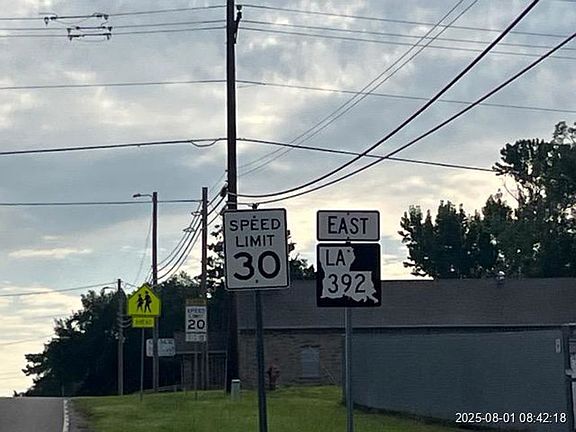 SPEED
LIMIT
30
EAST
LA
392
SPEED
LIMIT
20
2025-08-01 08:42:18